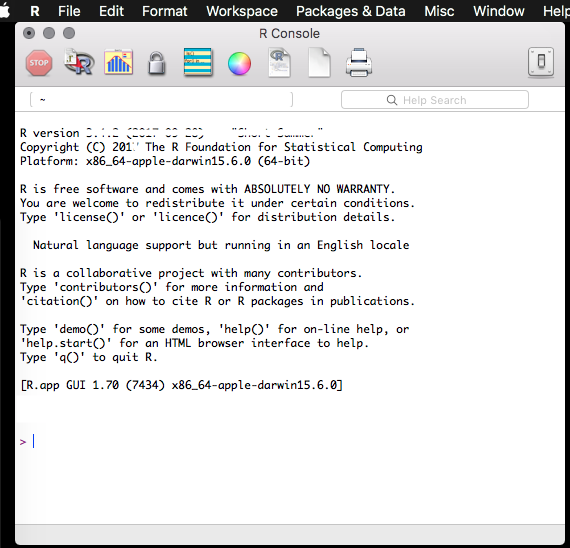 R File Edit Format Workspace Packages & Data Misc Window Help
R Console
STOP
~
Help Search
R version
Copyright (C) The R Foundation for Statistical Computing
Platform: x86_64-apple-darwin15.6.0 (64-bit)
R is free software and comes with ABSOLUTELY NO WARRANTY.
You are welcome to redistribute it under certain conditions.
Type 'license()' or 'licence()' for distribution details.
Natural language support but running in an English locale
R is a collaborative project with many contributors.
Type 'contributors()' for more information and
'citation()' on how to cite R or R packages in publications.
Type 'demo()' for some demos, 'help()' for on-line help, or
'help.start()' for an HTML browser interface to help.
Type 'q()' to quit R.
[R.app GUI 1.70 (7434) x86_64-apple-darwin15.6.0]
>